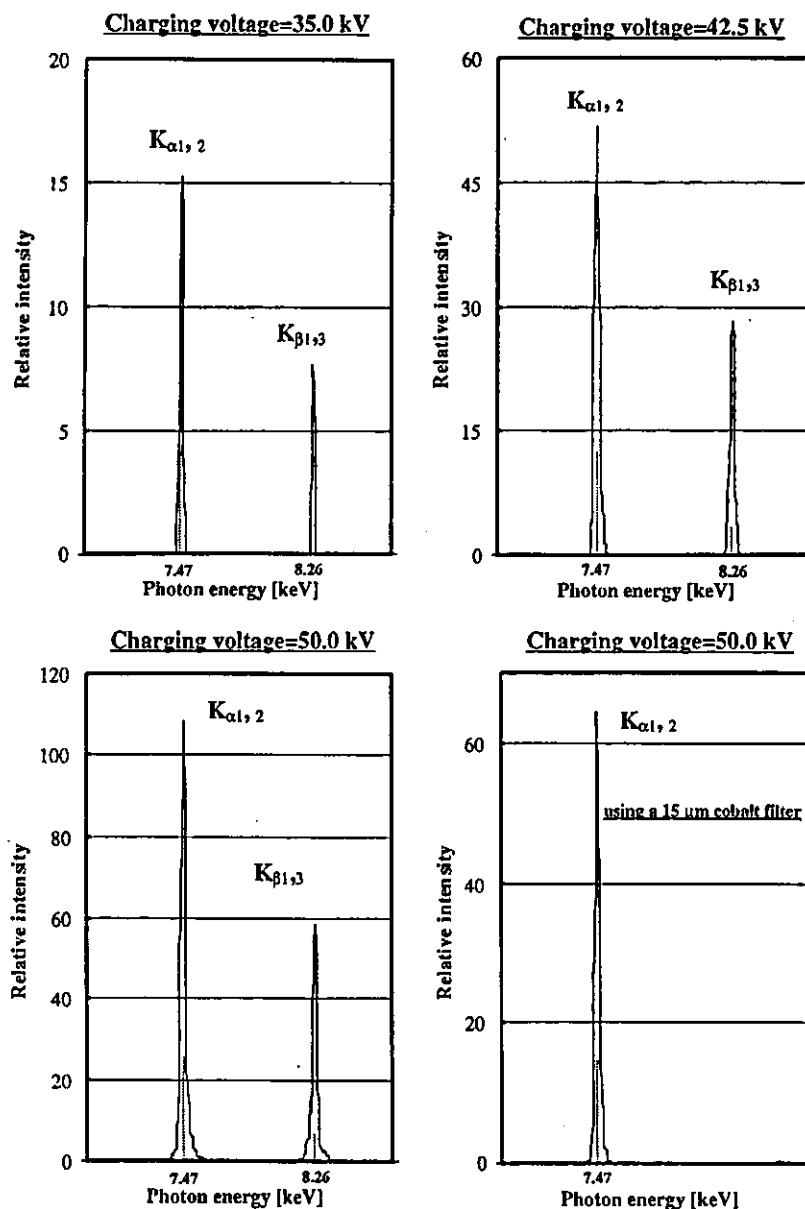 Charging voltage=35.0 kV
20
15
10
5
0
Relative intensity
Kα1, 2
Kβ1,3
7.47
8.26
Photon energy [keV]
Charging voltage=42.5 kV
60
45
30
15
0
Relative intensity
Kα1, 2
Kβ1,3
7.47
8.26
Photon energy [keV]
Charging voltage=50.0 kV
120
100
80
60
40
20
0
Relative intensity
Kα1, 2
Kβ1,3
7.47
8.26
Photon energy [keV]
Charging voltage=50.0 kV
60
40
20
0
Relative intensity
Kα1, 2
using a 15 μm cobalt filter
7.47
Photon energy [keV]